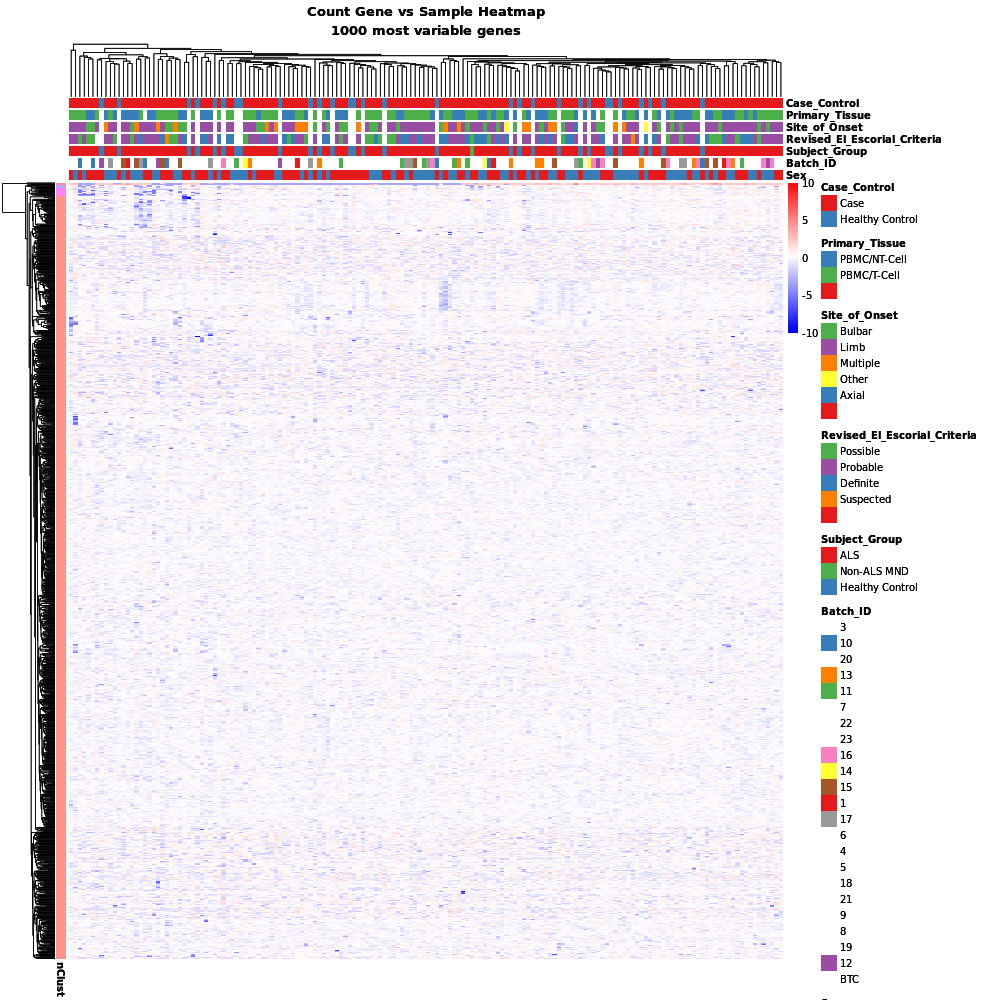 Count Gene vs Sample Heatmap
1000 most variable genes
Case_Control
Primary_Tissue
Site_of_Onset
Revised_El_Escorial_Criteria
Subject_Group
Batch_ID
Sex
10
5
0
-5
-10
Case_Control
Case
Healthy Control
Primary_Tissue
PBMC/NT-Cell
PBMC/T-Cell
Site_of_Onset
Bulbar
Limb
Multiple
Other
Axial
Revised_El_Escorial_Criteria
Possible
Probable
Definite
Suspected
Subject_Group
ALS
Non-ALS MND
Healthy Control
Batch_ID
3
10
20
13
11
7
22
23
16
14
15
1
17
6
4
5
18
21
9
8
19
12
BTC
nClust